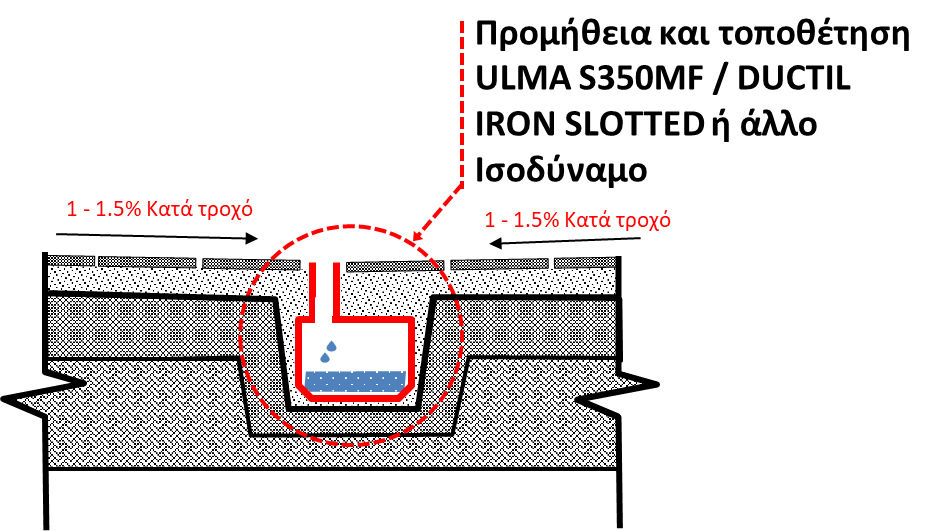 Προμήθεια και τοποθέτηση
ULMA S350MF / DUCTIL
IRON SLOTTED ή άλλο
Ισοδύναμο
1 - 1.5% Κατά τροχό
1 - 1.5% Κατά τροχό